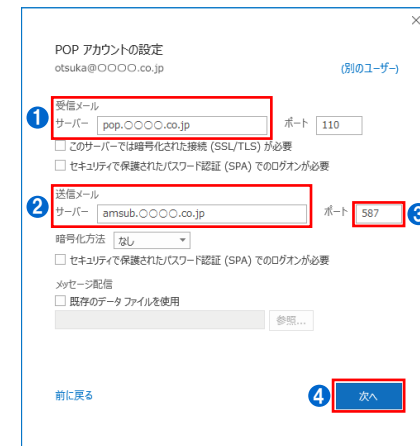 ×
POP アカウントの設定
otsuka@〇〇〇〇.co.jp (別のユーザー)
受信メール
1 サーバー pop.〇〇〇〇.co.jp ポート 110
このサーバーでは暗号化された接続 (SSL/TLS) が必要
セキュリティで保護されたパスワード認証 (SPA) でのログオンが必要
送信メール
2 サーバー amsub.〇〇〇〇.co.jp ポート 587 3
暗号化方法 なし
セキュリティで保護されたパスワード認証 (SPA) でのログオンが必要
メッセージ配信
既存のデータ ファイルを使用
参照...
前に戻る 4 次へ